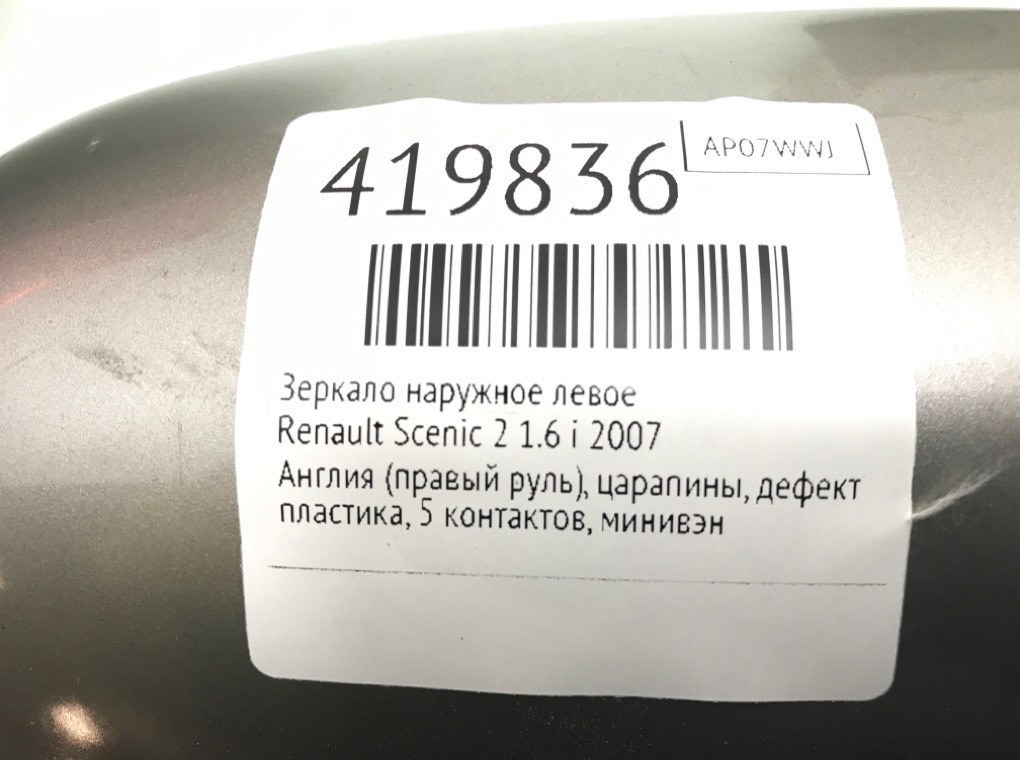 419836
AP07WWJ
Зеркало наружное левое
Renault Scenic 2 1.6 i 2007
Англия (правый руль), царапины, дефект
пластика, 5 контактов, минивэн